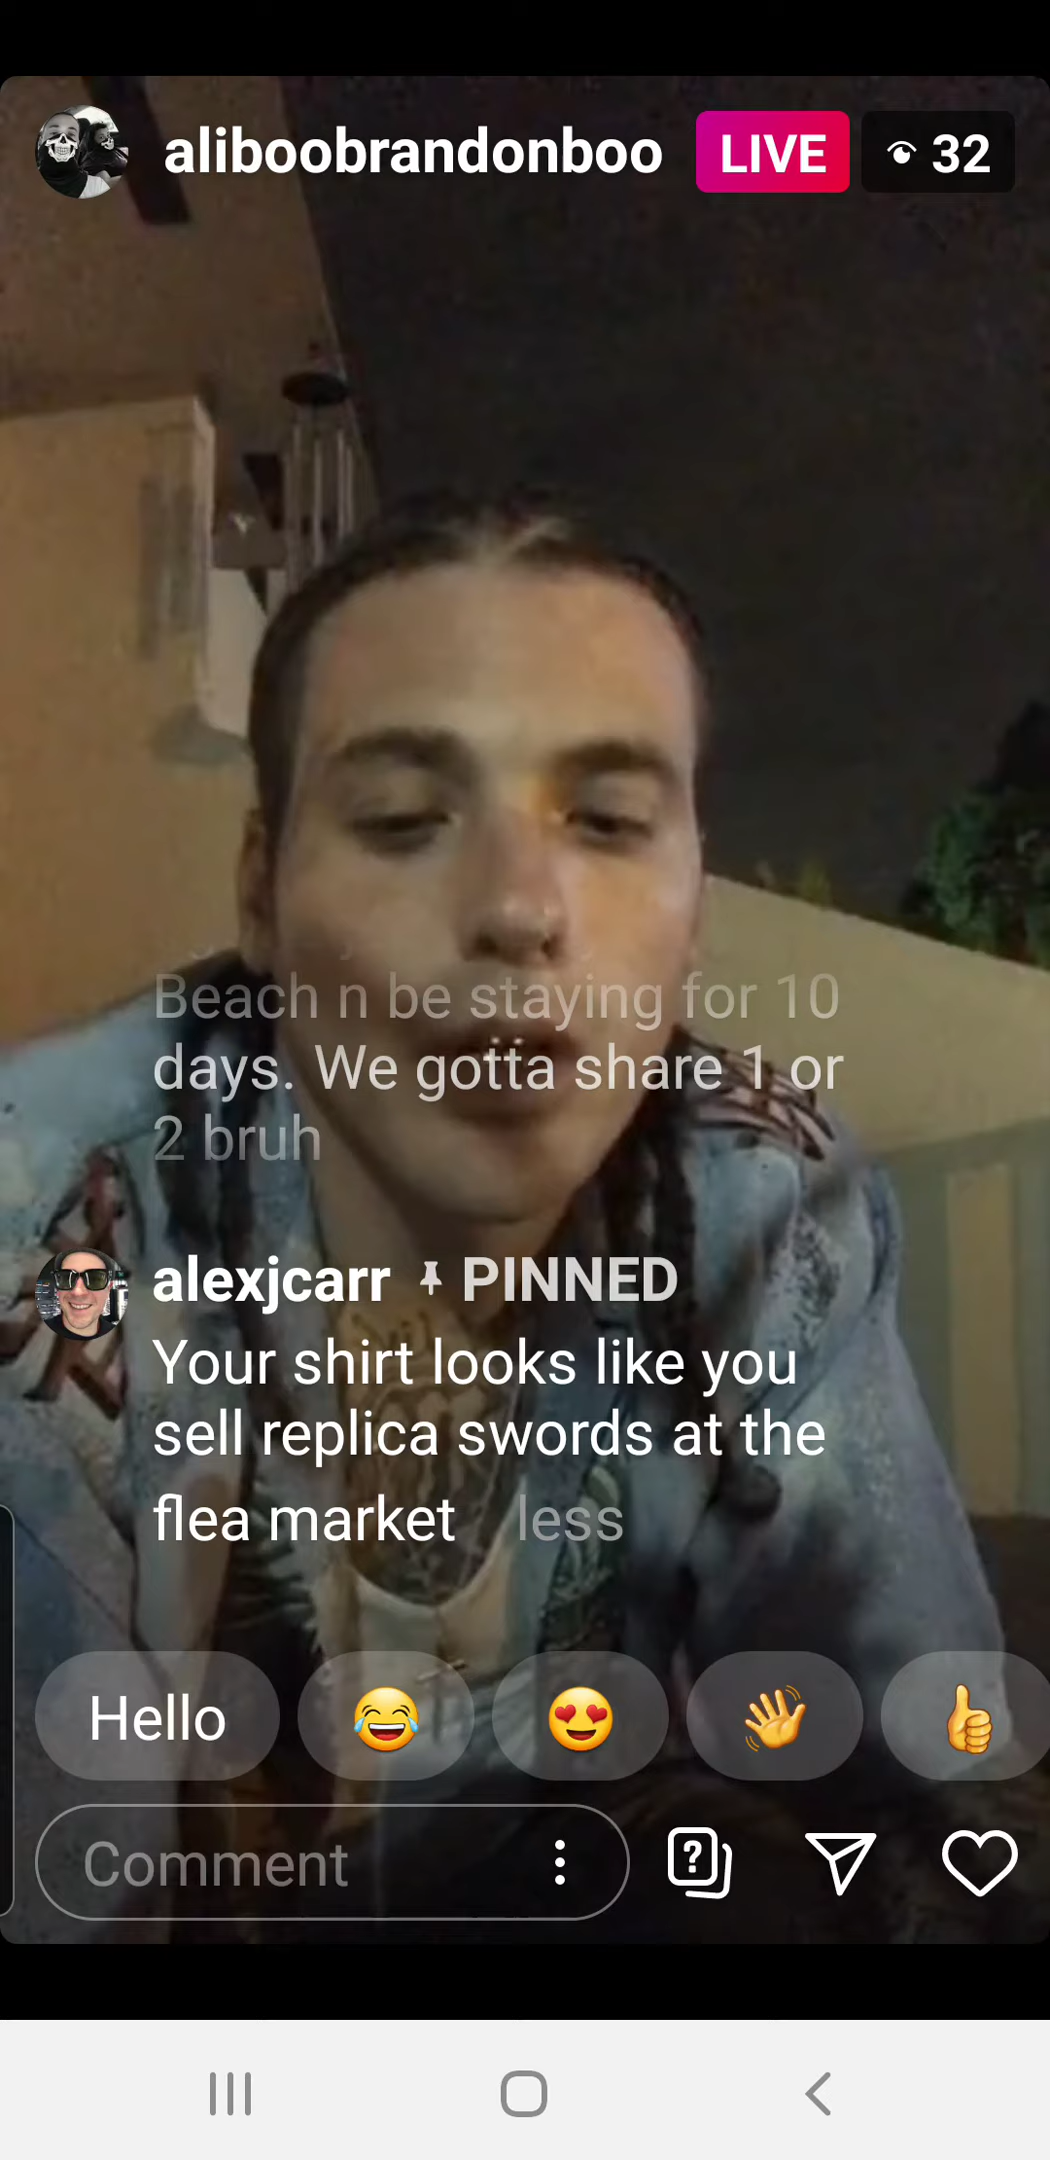 aliboobrandonboo LIVE 32
Beach n be staying for 10
days. We gotta share 1 or
2 bruh
alexjcarr PINNED
Your shirt looks like you
sell replica swords at the
flea market less
Hello
Comment